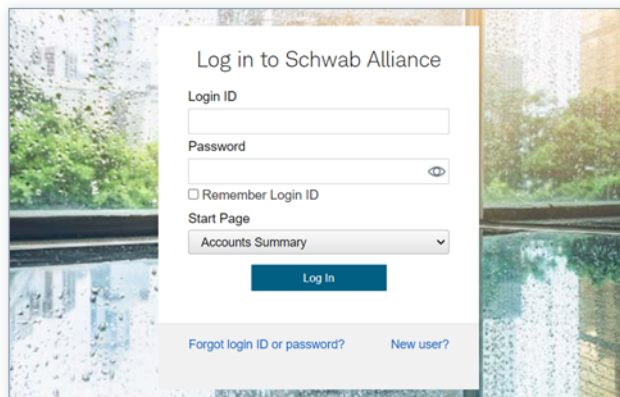 Log in to Schwab Alliance
Login ID
Password
Remember Login ID
Start Page
Accounts Summary
Log In
Forgot login ID or password? New user?